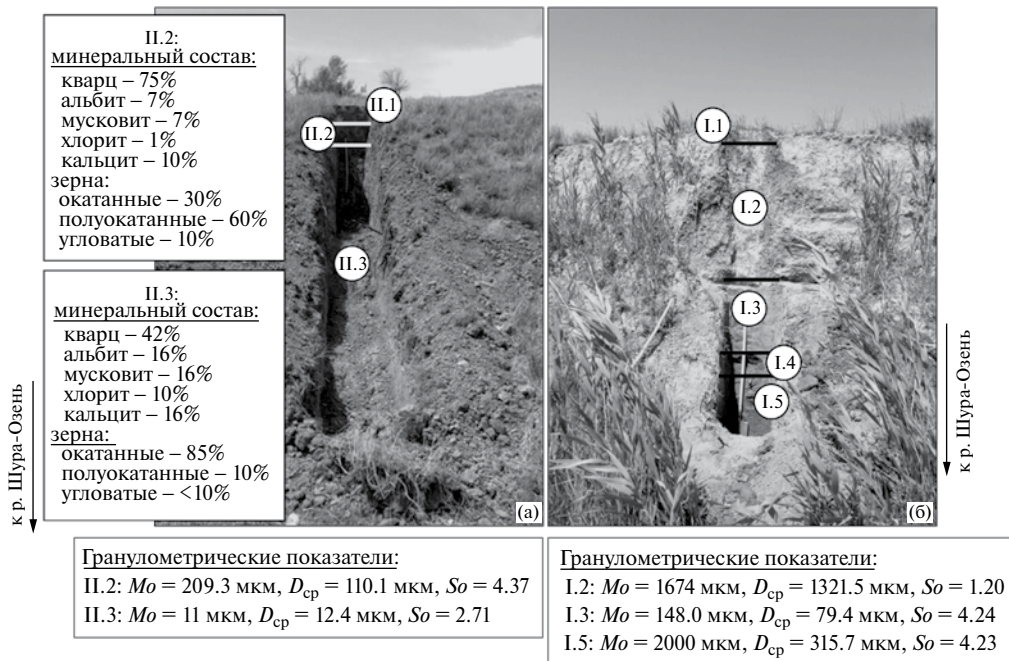 II.2:
минеральный состав:
кварц – 75%
альбит – 7%
мусковит – 7%
хлорит – 1%
кальцит – 10%
зерна:
окатанные – 30%
полуокатанные – 60%
угловатые – 10%
II.3:
минеральный состав:
кварц – 42%
альбит – 16%
мусковит – 16%
хлорит – 10%
кальцит – 16%
зерна:
окатанные – 85%
полуокатанные – 10%
угловатые – <10%
к р. Шура-Озень
II.1
II.2
II.3
(а)
I.1
I.2
I.3
I.4
I.5
(б)
к р. Шура-Озень
Гранулометрические показатели:
II.2: Mo = 209.3 мкм, Dср = 110.1 мкм, So = 4.37
II.3: Mo = 11 мкм, Dср = 12.4 мкм, So = 2.71
Гранулометрические показатели:
I.2: Mo = 1674 мкм, Dср = 1321.5 мкм, So = 1.20
I.3: Mo = 148.0 мкм, Dср = 79.4 мкм, So = 4.24
I.5: Mo = 2000 мкм, Dср = 315.7 мкм, So = 4.23